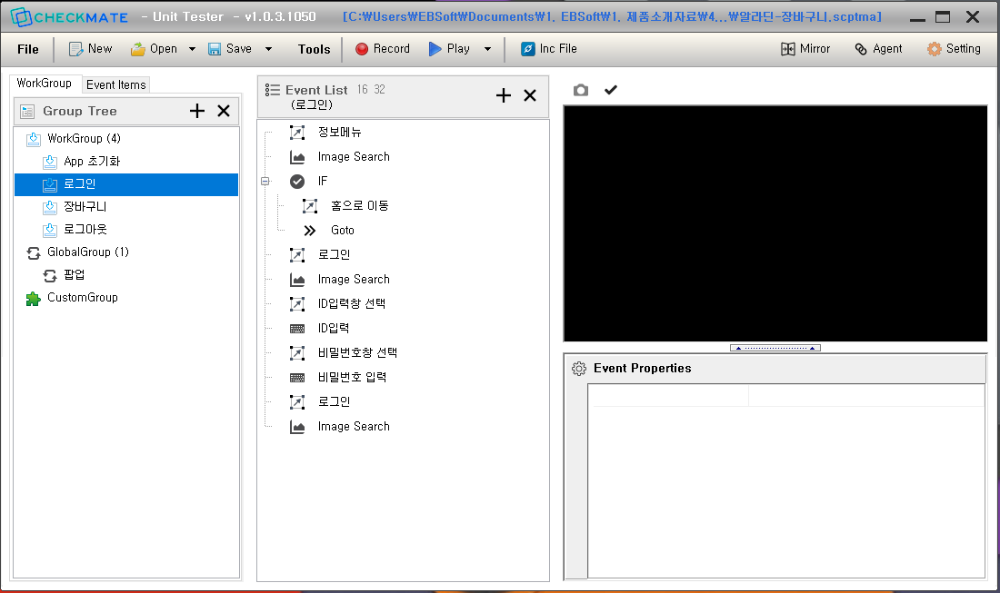 CHECKMATE - Unit Tester - v1.0.3.1050 [C:₩Users₩EBSoft₩Documents₩1. EBSoft₩1. 제품소개자료₩4...₩알라딘-장바구니.scptma]
File New Open Save Tools Record Play Inc File Mirror Agent Setting
WorkGroup Event Items
Group Tree
WorkGroup (4)
App 초기화
로그인
장바구니
로그아웃
GlobalGroup (1)
팝업
CustomGroup
Event List 16 32
(로그인)
정보메뉴
Image Search
IF
홈으로 이동
Goto
로그인
Image Search
ID입력창 선택
ID입력
비밀번호창 선택
비밀번호 입력
로그인
Image Search
Event Properties